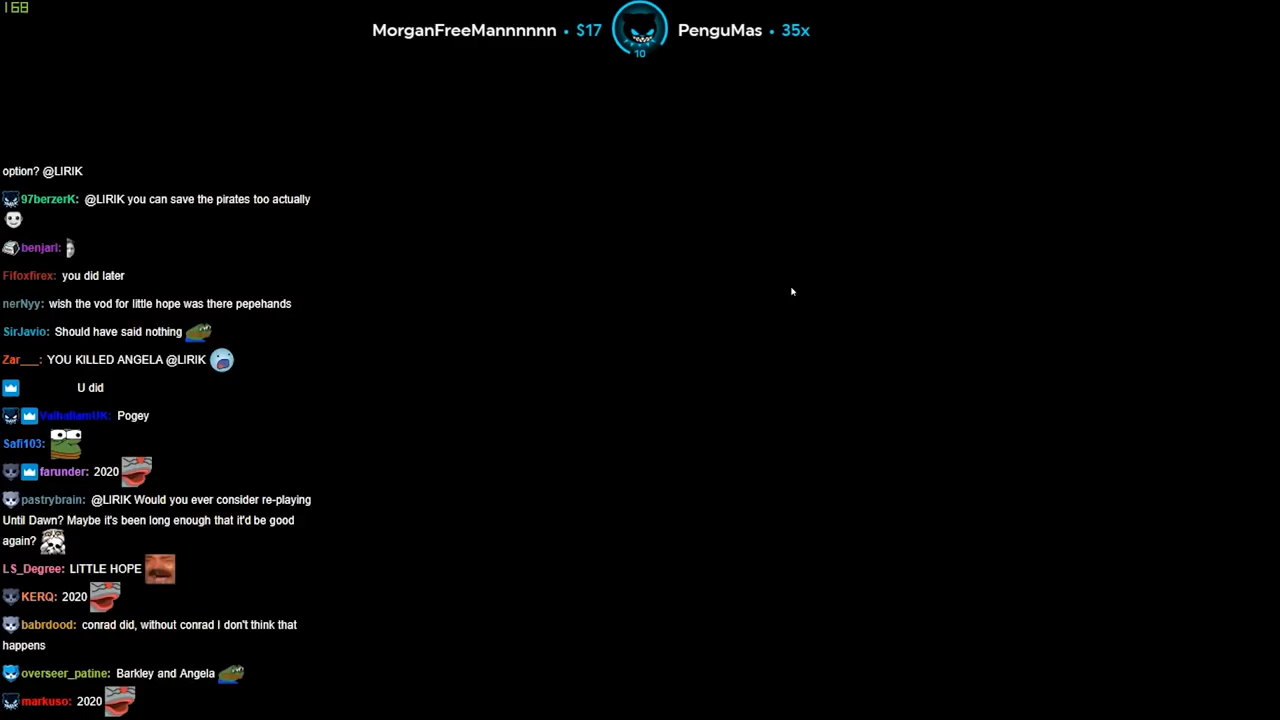 168
MorganFreeMannnnnn • $17
10
PenguMas • 35x
option? @LIRIK
97berzerK: @LIRIK you can save the pirates too actually
benjarl:
Fifoxfirex: you did later
nerNyy: wish the vod for little hope was there pepehands
SirJavio: Should have said nothing
Zar___: YOU KILLED ANGELA @LIRIK
U did
ValhallamUK: Pogey
Safi103:
farunder: 2020
pastrybrain: @LIRIK Would you ever consider re-playing
Until Dawn? Maybe it's been long enough that it'd be good
again?
LS_Degree: LITTLE HOPE
KERQ: 2020
babrdood: conrad did, without conrad I don't think that
happens
overseer_patine: Barkley and Angela
markuso: 2020